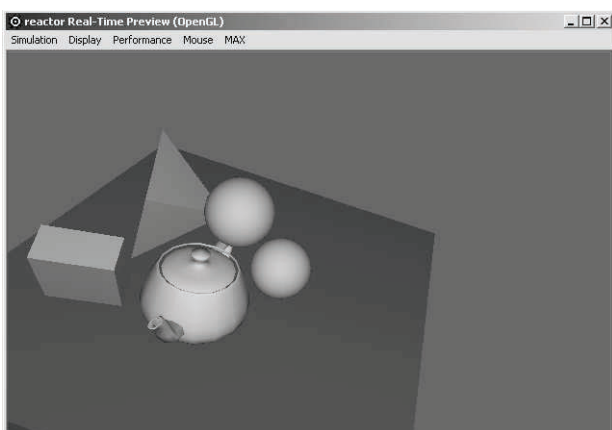 reactor Real-Time Preview (OpenGL)
Simulation Display Performance Mouse MAX